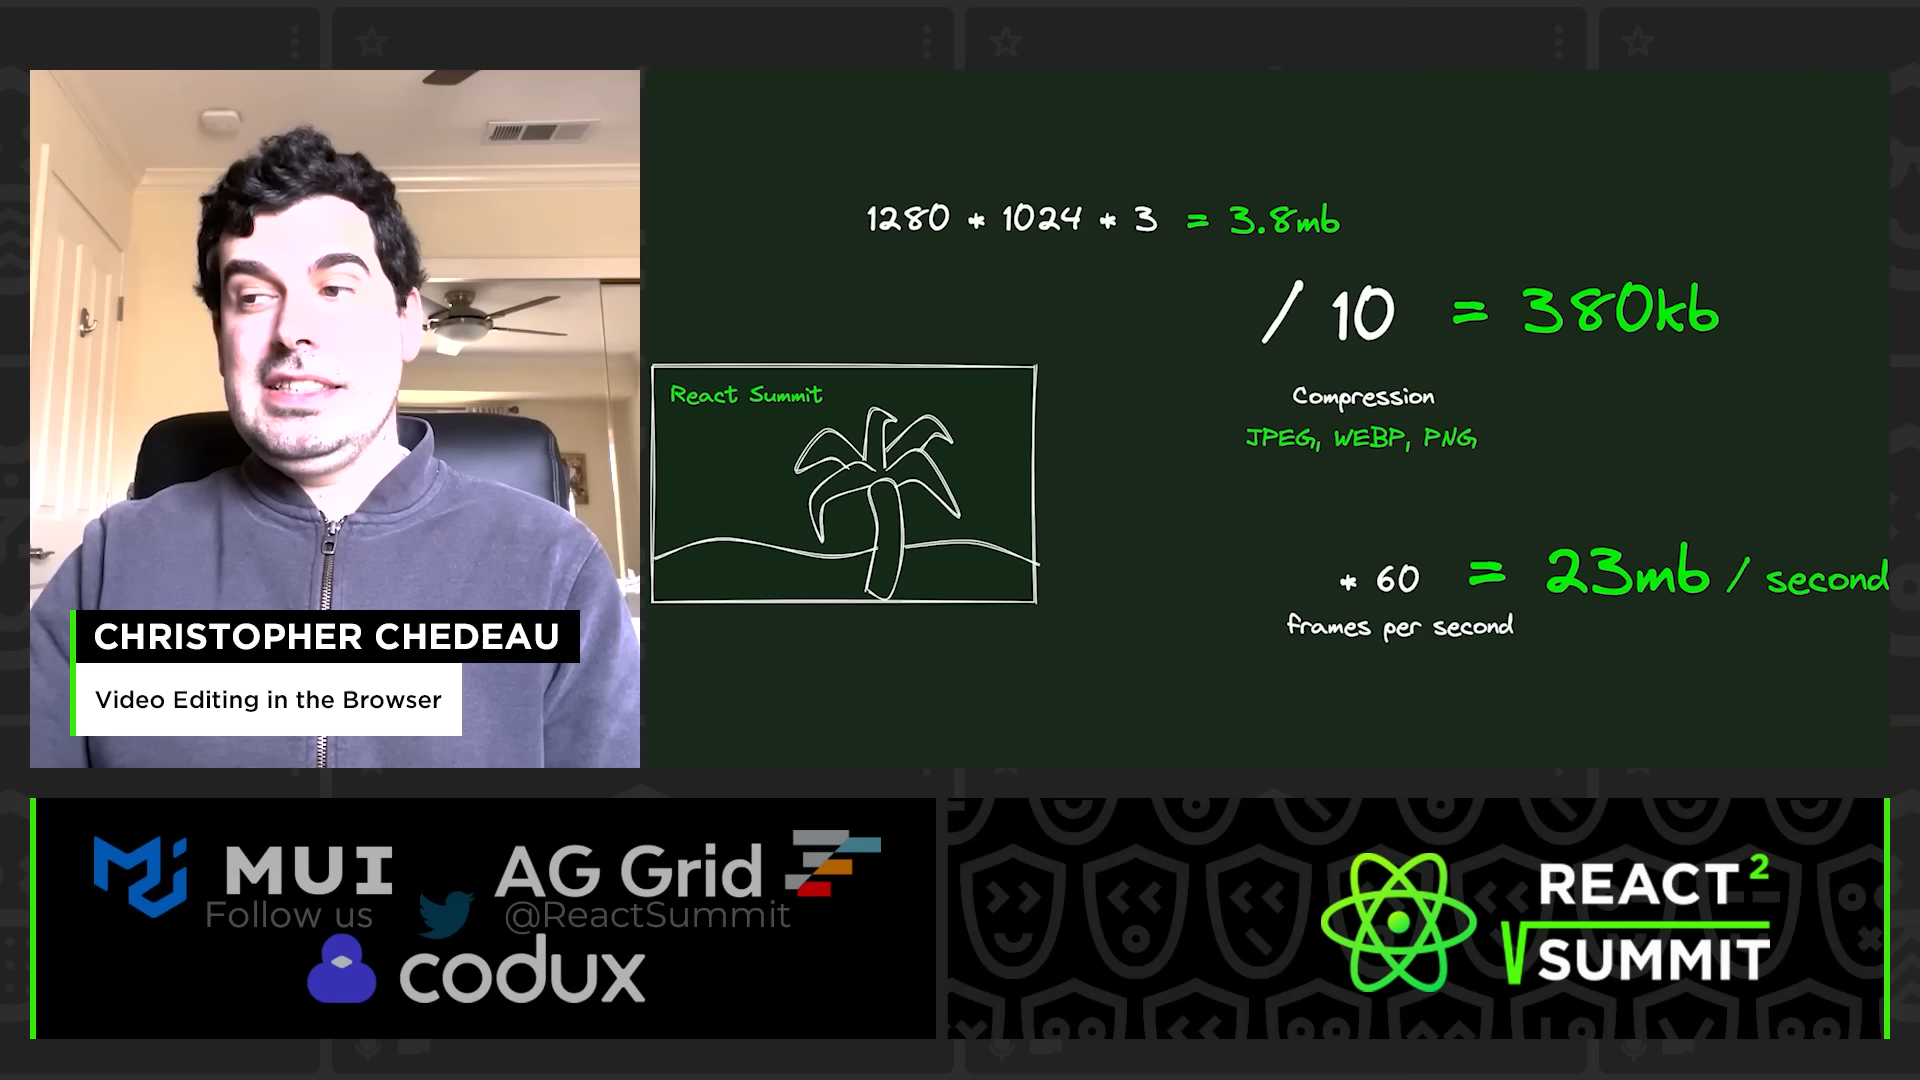 1280 * 1024 * 3 = 3.8mb
/ 10 = 380kb
React Summit
Compression
JPEG, WEBP, PNG
* 60 = 23mb / second
frames per second
CHRISTOPHER CHEDEAU
Video Editing in the Browser
MUI
AG Grid
Follow us @ReactSummit
codux
REACT 2
SUMMIT